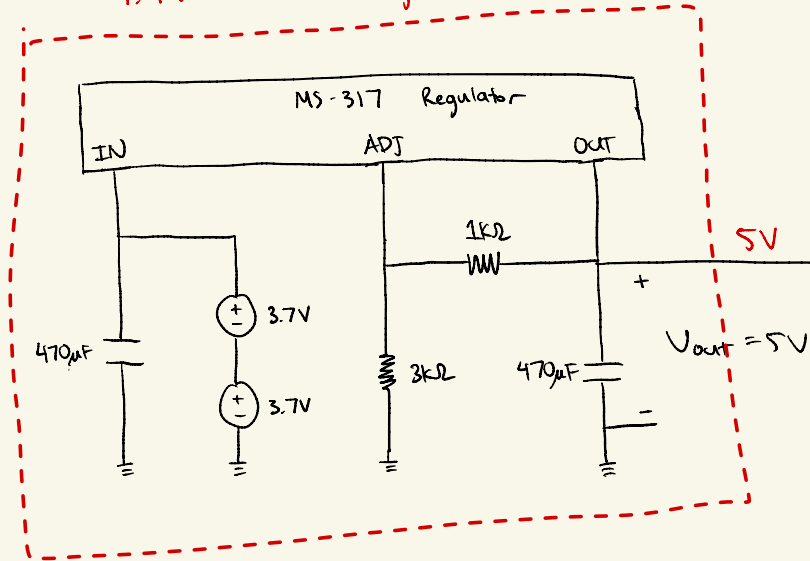 MS-317 Regulator
IN
ADJ
OUT
1KΩ
5V
+
+
-
3.7V
470μF
Vout = 5V
3KΩ
470μF
+
-
3.7V
-